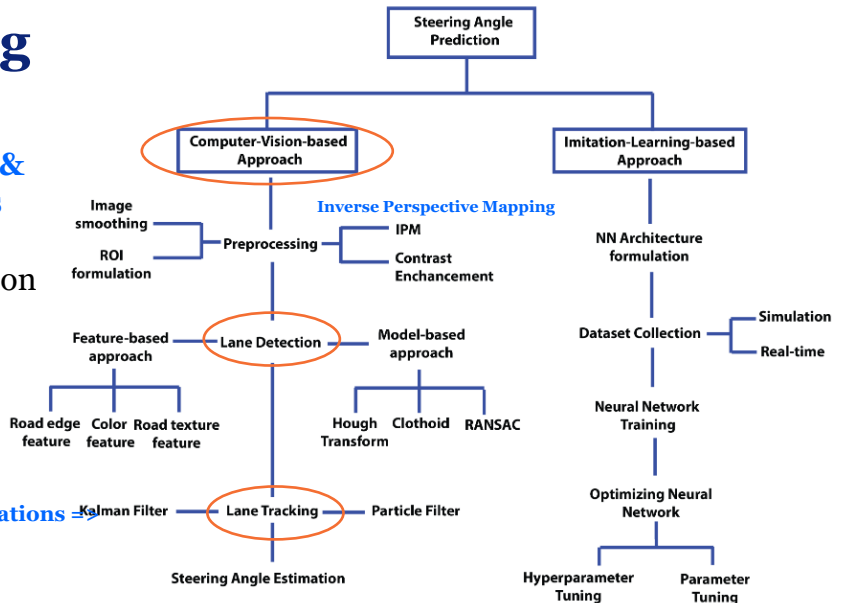 g
Steering Angle
Prediction
Computer-Vision-based
Approach
Imitation-Learning-based
Approach
&
s
Image
smoothing
Inverse Perspective Mapping
IPM
Preprocessing
NN Architecture
formulation
ROI
formulation
Contrast
Enchancement
on
Simulation
Feature-based
approach
Lane Detection
Model-based
approach
Dataset Collection
Real-time
Road edge
feature
Color
feature
Road texture
feature
Hough
Transform
Clothoid
RANSAC
Neural Network
Training
Optimizing Neural
Network
ations =>
Kalman Filter
Lane Tracking
Particle Filter
Steering Angle Estimation
Hyperparameter
Tuning
Parameter
Tuning